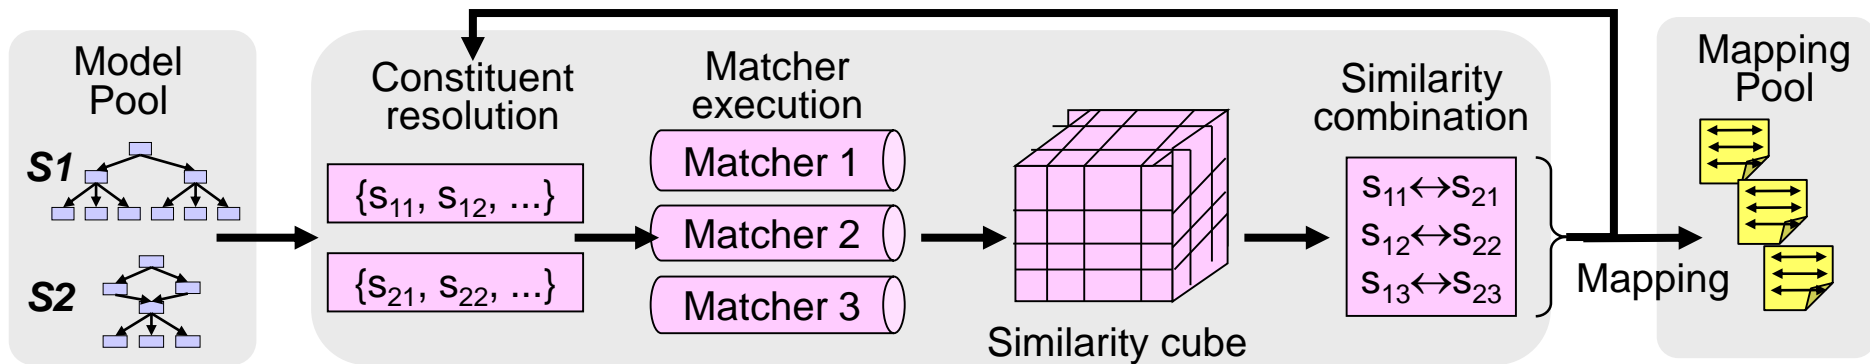 Model
Pool
S1
S2
Constituent
resolution
{s11, s12, ...}
{s21, s22, ...}
Matcher
execution
Matcher 1
Matcher 2
Matcher 3
Similarity cube
Similarity
combination
s11↔s21
s12↔s22
s13↔s23
Mapping
Mapping
Pool